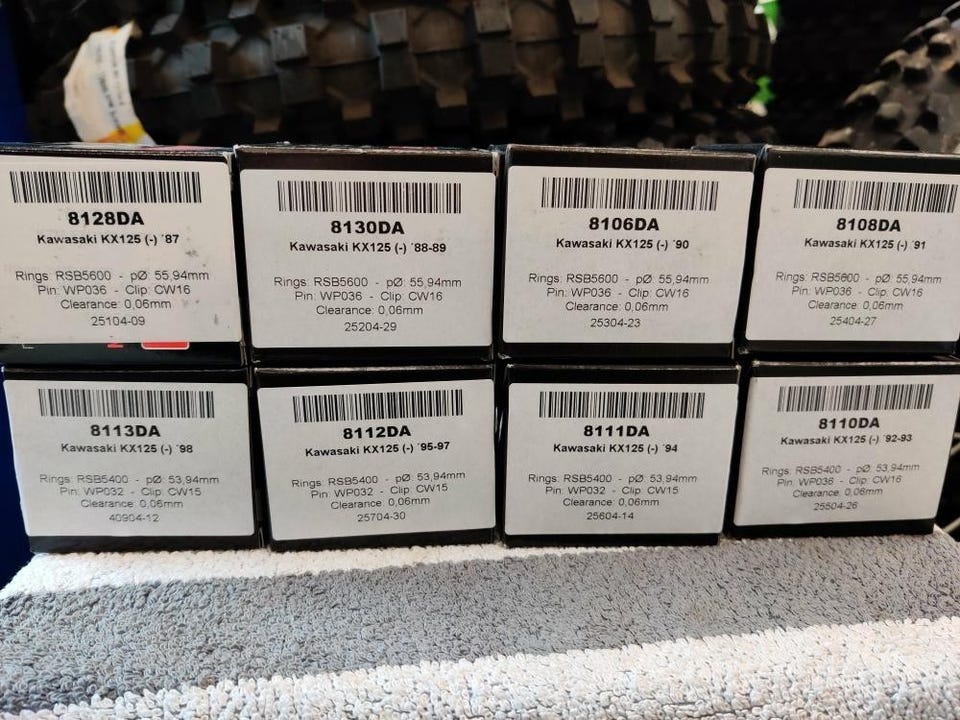 8128DA
Kawasaki KX125 (-) ´87
Rings: RSB5600 - pØ: 55,94mm
Pin: WP036 - Clip: CW16
Clearance: 0,06mm
25104-09
8130DA
Kawasaki KX125 (-) ´88-89
Rings: RSB5600 - pØ: 55,94mm
Pin: WP036 - Clip: CW16
Clearance: 0,06mm
25204-29
8106DA
Kawasaki KX125 (-) ´90
Rings: RSB5600 - pØ: 55,94mm
Pin: WP036 - Clip: CW16
Clearance: 0,06mm
25304-23
8108DA
Kawasaki KX125 (-) ´91
Rings: RSB5600 - pØ: 55,94mm
Pin: WP036 - Clip: CW16
Clearance: 0,06mm
25404-27
8113DA
Kawasaki KX125 (-) ´98
Rings: RSB5400 - pØ: 53,94mm
Pin: WP032 - Clip: CW15
Clearance: 0,06mm
40904-12
8112DA
Kawasaki KX125 (-) ´95-97
Rings: RSB5400 - pØ: 53,94mm
Pin: WP032 - Clip: CW15
Clearance: 0,06mm
25704-30
8111DA
Kawasaki KX125 (-) ´94
Rings: RSB5400 - pØ: 53,94mm
Pin: WP032 - Clip: CW15
Clearance: 0,06mm
25604-14
8110DA
Kawasaki KX125 (-) ´92-93
Rings: RSB5400 - pØ: 53,94mm
Pin: WP036 - Clip: CW16
Clearance: 0,06mm
25504-26